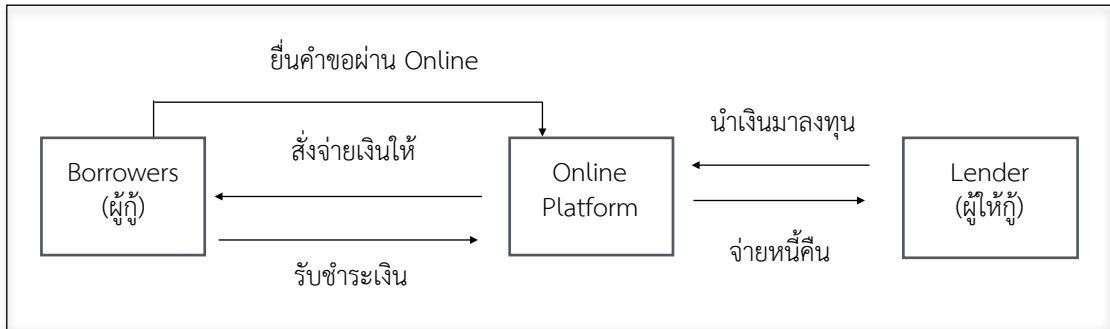 ยื่นคำขอผ่าน Online
นำเงินมาลงทุน
สั่งจ่ายเงินให้
Borrowers
(ผู้กู้)
Online
Platform
Lender
(ผู้ให้กู้)
จ่ายหนี้คืน
รับชำระเงิน